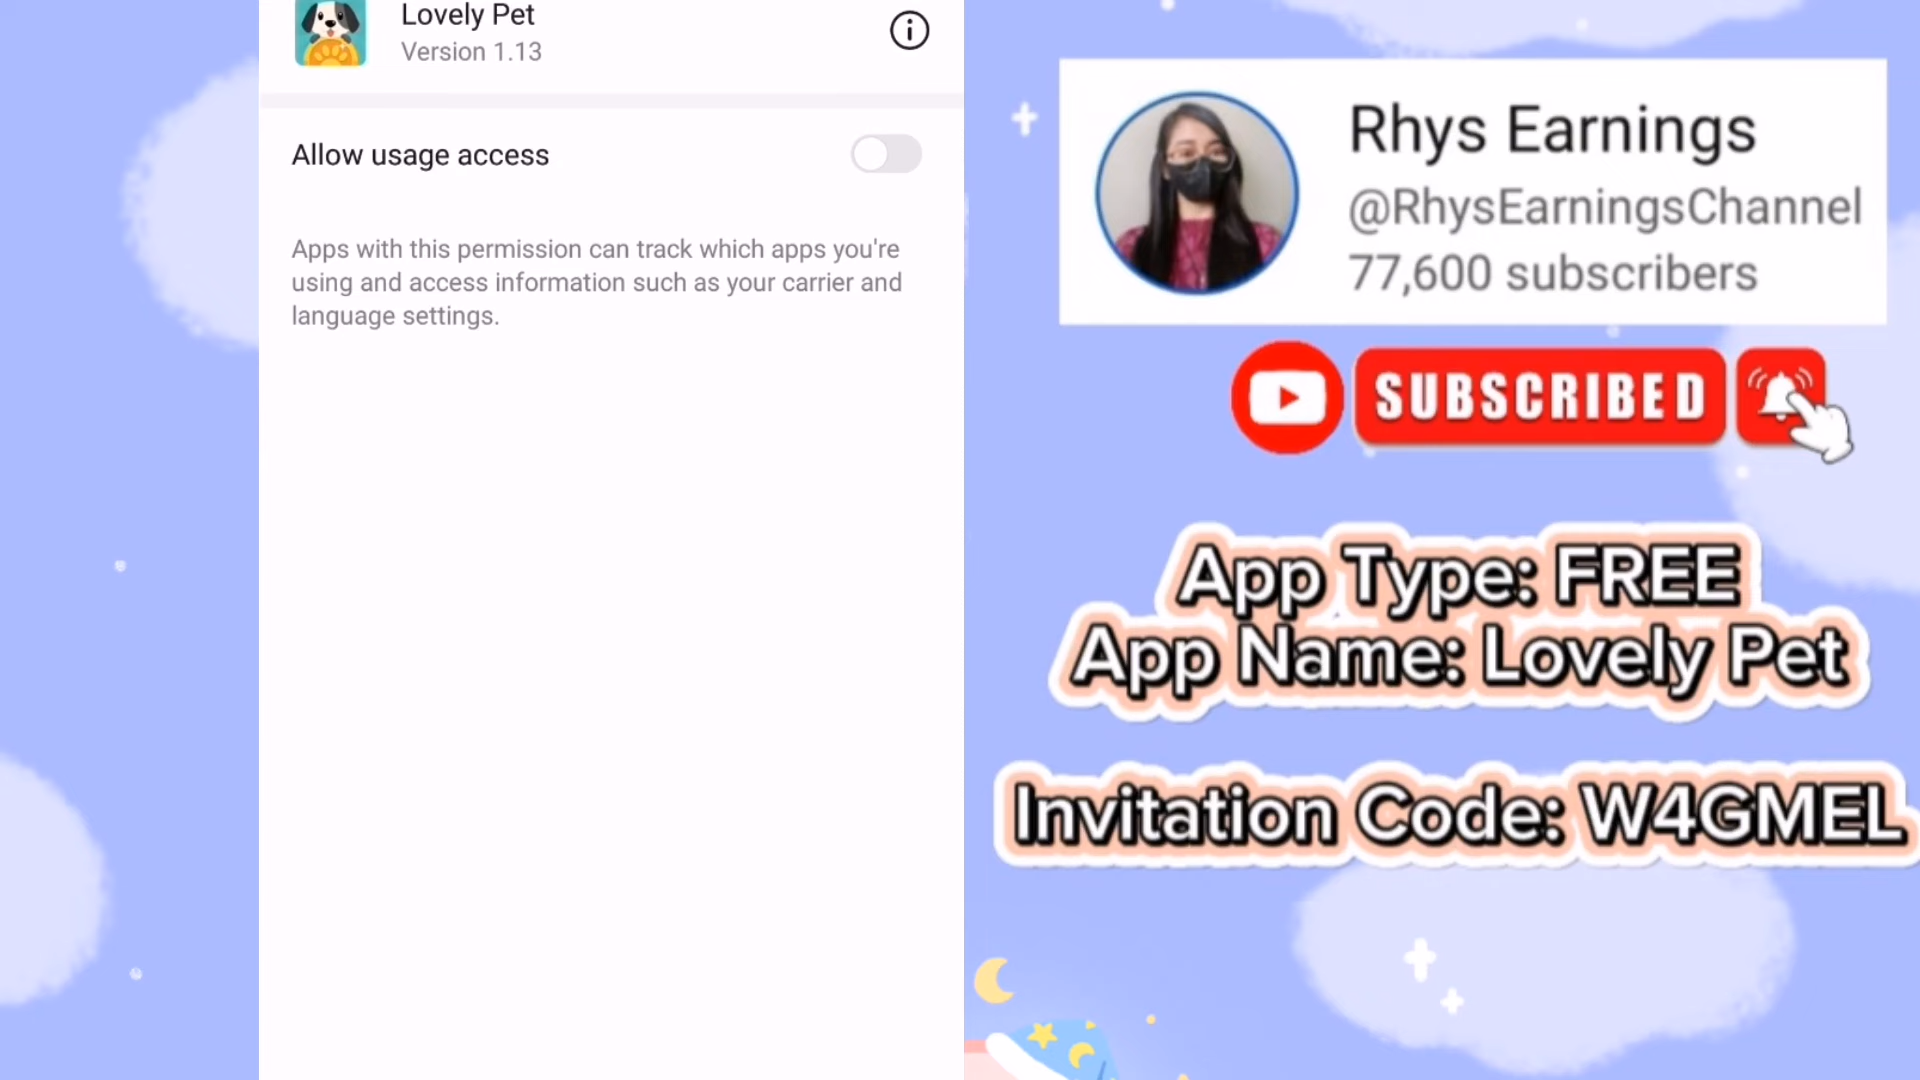 Lovely Pet
Version 1.13
Allow usage access
Apps with this permission can track which apps you're
using and access information such as your carrier and
language settings.
Rhys Earnings
@RhysEarningsChannel
77,600 subscribers
SUBSCRIBED
App Type: FREE
App Name: Lovely Pet
Invitation Code: W4GMEL